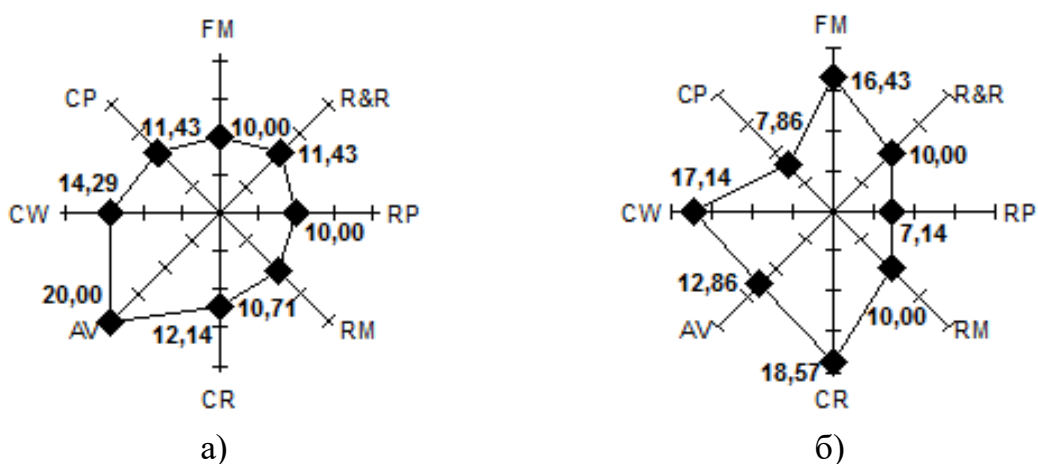 FM
CP
R&R
11,43
10,00
11,43
14,29
CW
RP
10,00
20,00
AV
12,14
10,71
RM
CR
а)
FM
16,43
CP
7,86
R&R
10,00
17,14
CW
RP
7,14
12,86
AV
10,00
RM
18,57
CR
б)